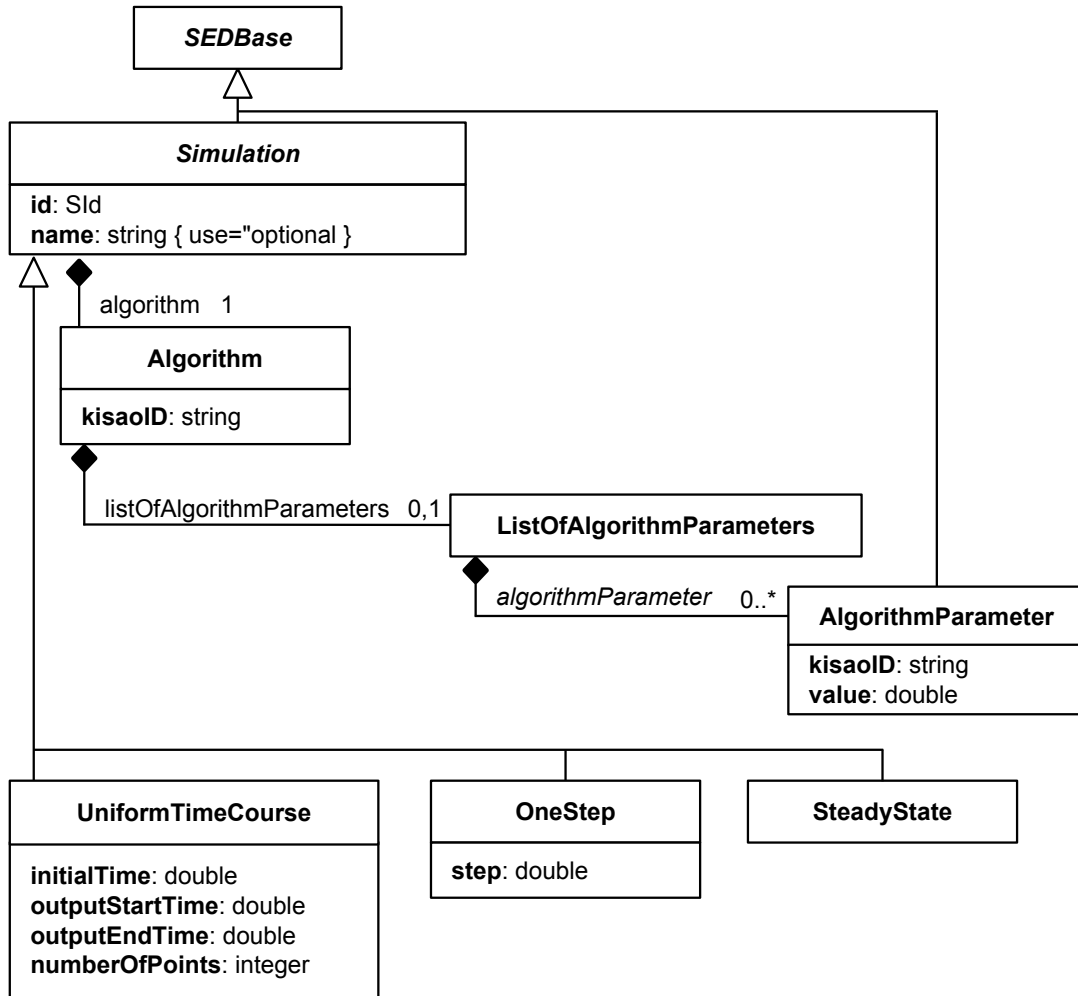 SEDBase
Simulation
id: SId
name: string { use="optional }
algorithm 1
Algorithm
kisaoID: string
listOfAlgorithmParameters 0,1
ListOfAlgorithmParameters
algorithmParameter 0..*
AlgorithmParameter
kisaoID: string
value: double
UniformTimeCourse
initialTime: double
outputStartTime: double
outputEndTime: double
numberOfPoints: integer
OneStep
step: double
SteadyState